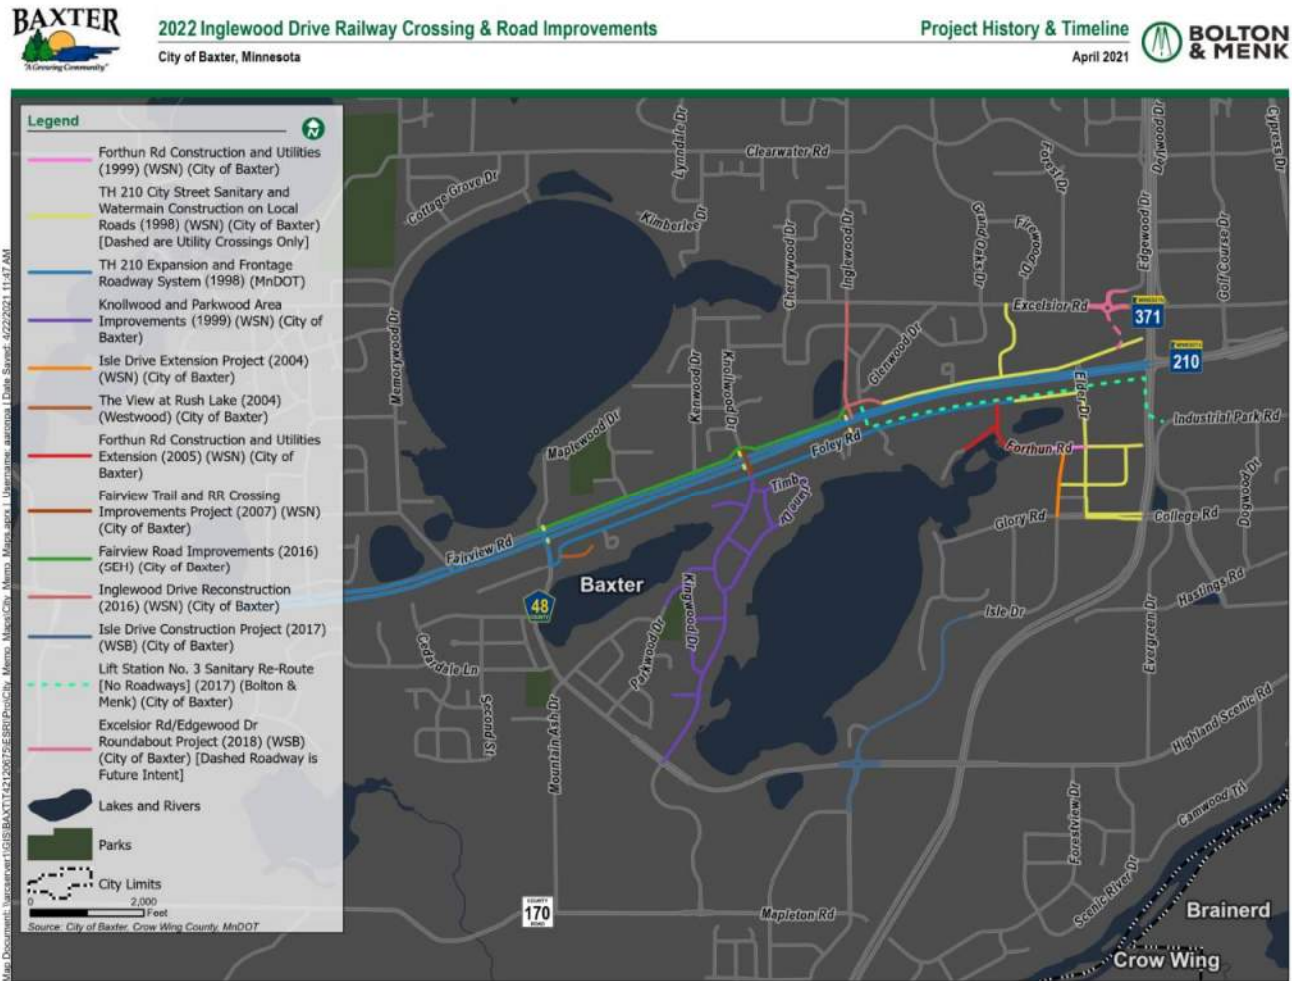 BAXTER
"A Growing Community"
2022 Inglewood Drive Railway Crossing & Road Improvements
City of Baxter, Minnesota
Project History & Timeline
April 2021
BOLTON
& MENK
Legend
N
Forthun Rd Construction and Utilities
(1999) (WSN) (City of Baxter)
TH 210 City Street Sanitary and
Watermain Construction on Local
Roads (1998) (WSN) (City of Baxter)
[Dashed are Utility Crossings Only]
TH 210 Expansion and Frontage
Roadway System (1998) (MnDOT)
Knollwood and Parkwood Area
Improvements (1999) (WSN) (City of
Baxter)
Isle Drive Extension Project (2004)
(WSN) (City of Baxter)
The View at Rush Lake (2004)
(Westwood) (City of Baxter)
Forthun Rd Construction and Utilities
Extension (2005) (WSN) (City of
Baxter)
Fairview Trail and RR Crossing
Improvements Project (2007) (WSN)
(City of Baxter)
Fairview Road Improvements (2016)
(SEH) (City of Baxter)
Inglewood Drive Reconstruction
(2016) (WSN) (City of Baxter)
Isle Drive Construction Project (2017)
(WSB) (City of Baxter)
Lift Station No. 3 Sanitary Re-Route
[No Roadways] (2017) (Bolton &
Menk) (City of Baxter)
Excelsior Rd/Edgewood Dr
Roundabout Project (2018) (WSB)
(City of Baxter) [Dashed Roadway is
Future Intent]
Lakes and Rivers
Parks
City Limits
0 2,000
Feet
Source: City of Baxter, Crow Wing County, MnDOT
Lynndale Dr
Clearwater Rd
Forest Dr
Derwood Dr
Cypress Dr
Cottage Grove Dr
Kimberlee Dr
Cherrywood Dr
Inglewood Dr
Grand Oaks Dr
Firewood Dr
Edgewood Dr
Golf Course Dr
Excelsior Rd
MINNESOTA
371
MINNESOTA
210
Memorywood Dr
Kenwood Dr
Knollwood Dr
Glenwood Dr
Elder Dr
Industrial Park Rd
Maplewood Dr
Foley Rd
Forthun Rd
Dogwood Dr
Glory Rd
College Rd
Fairview Rd
Baxter
48
COUNTY
Kingwood Dr
Parkwood Dr
Isle Dr
Hastings Rd
Evergreen Dr
Cedardale Ln
Second St
Mountain Ash Dr
Highland Scenic Rd
Forestview Dr
Camwood Trl
Scenic River Dr
COUNTY
170
ROAD
Mapleton Rd
Brainerd
Crow Wing